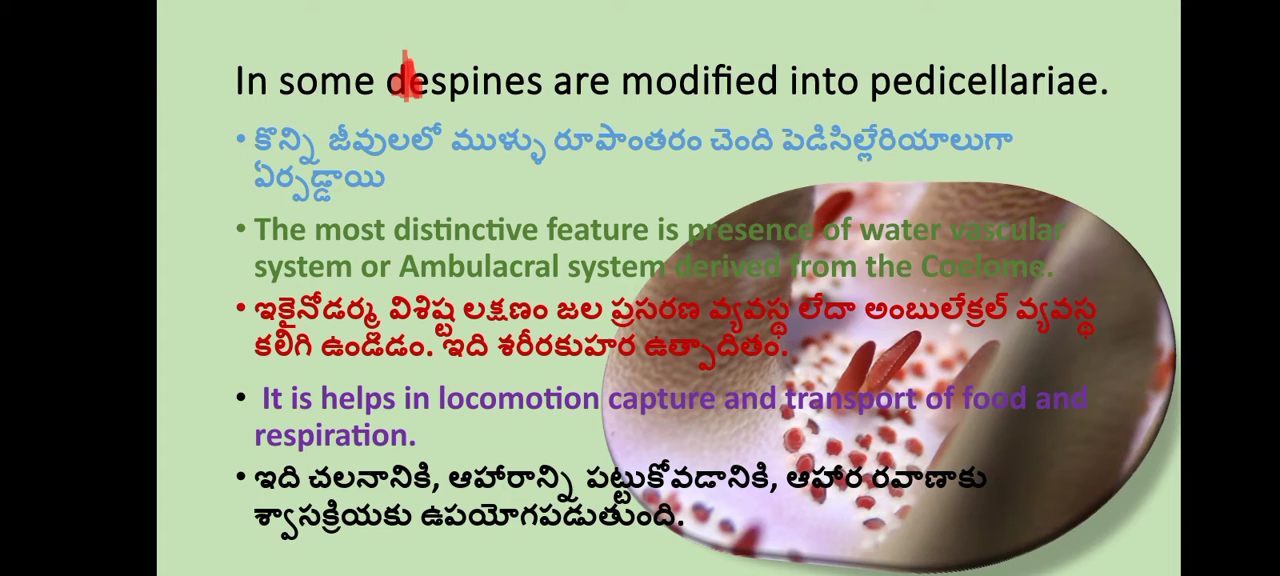 In some despines are modified into pedicellariae.
• కొన్ని జీవులలో ముళ్ళు రూపాంతరం చెంది పెడిసిల్లేరియాలుగా
ఏర్పడ్డాయి
• The most distinctive feature is presence of water vascular
system or Ambulacral system derived from the Coelome.
• ఇకైనోడర్మ్ల విశిష్ట లక్షణం జల ప్రసరణ వ్యవస్థ లేదా అంబులేక్రల్ వ్యవస్థ
కలిగి ఉండడం. ఇది శరీరకుహర ఉత్పాదితం.
• It is helps in locomotion capture and transport of food and
respiration.
• ఇది చలనానికి, ఆహారాన్ని పట్టుకోవడానికి, ఆహార రవాణాకు
శ్వాసక్రియకు ఉపయోగపడుతుంది.